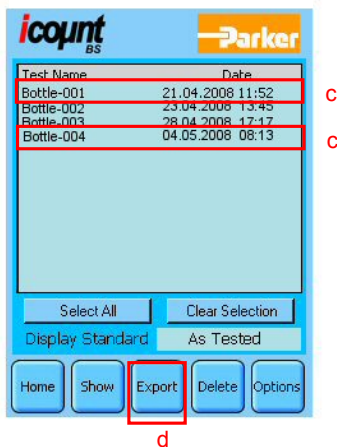 icount BS Parker
Test Name Date
Bottle-001 21.04.2008 11:52 c
Bottle-002 23.04.2008 13:45
Bottle-003 28.04.2008 17:17
Bottle-004 04.05.2008 08:13 c
Select All Clear Selection
Display Standard As Tested
Home Show Export Delete Options
d